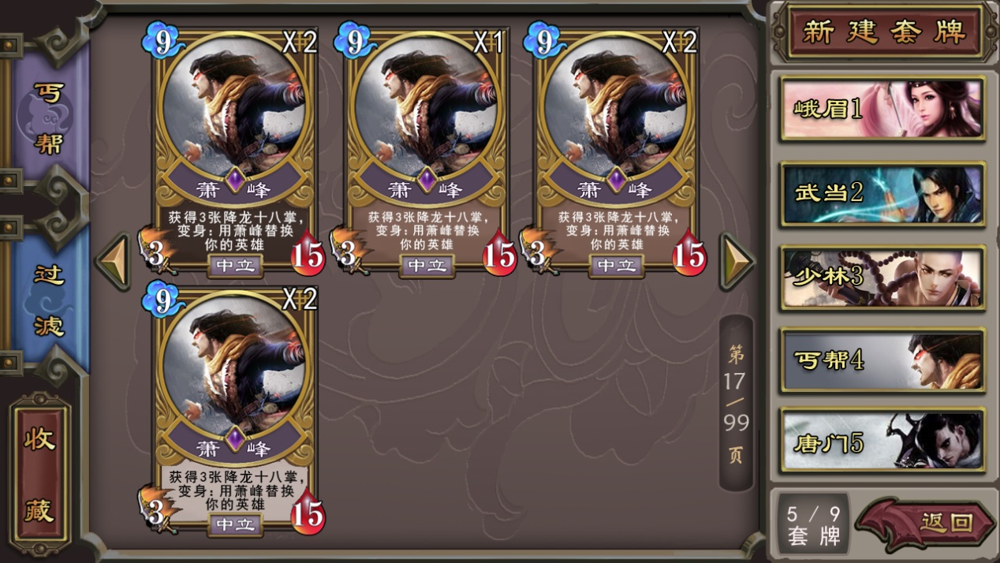 丐帮
过滤
收藏
9
X2
萧峰
获得3张降龙十八掌，
变身：用萧峰替换
你的英雄
3
中立
15
9
X1
萧峰
获得3张降龙十八掌，
变身：用萧峰替换
你的英雄
3
中立
15
9
X2
萧峰
获得3张降龙十八掌，
变身：用萧峰替换
你的英雄
3
中立
15
9
X2
萧峰
获得3张降龙十八掌，
变身：用萧峰替换
你的英雄
3
中立
15
第
17
/
99
页
新建套牌
峨眉1
武当2
少林3
丐帮4
唐门5
5/9
套牌
返回